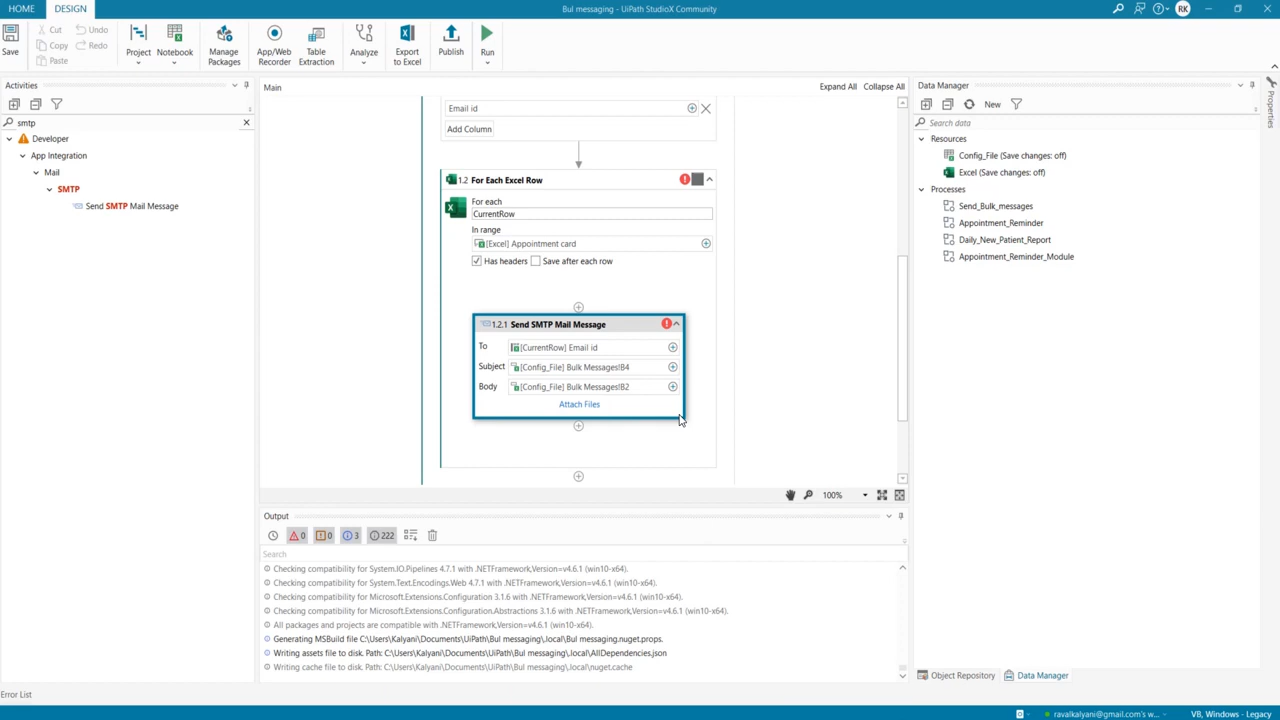 HOME
DESIGN
Bul messaging - UiPath StudioX Community
RK
Save
Cut
Copy
Paste
Undo
Redo
Project
Notebook
Manage Packages
App/Web Recorder
Table Extraction
Analyze
Export to Excel
Publish
Run
Activities
smtp
Developer
App Integration
Mail
SMTP
Send SMTP Mail Message
Main
Expand All
Collapse All
Email id
Add Column
1.2 For Each Excel Row
For each
CurrentRow
In range
[Excel] Appointment card
Has headers
Save after each row
1.2.1 Send SMTP Mail Message
To
[CurrentRow] Email id
Subject
[Config_File] Bulk Messages!B4
Body
[Config_File] Bulk Messages!B2
Attach Files
100%
Output
0
0
3
222
Search
Checking compatibility for System.IO.Pipelines 4.7.1 with .NETFramework,Version=v4.6.1 (win10-x64).
Checking compatibility for System.Text.Encodings.Web 4.7.1 with .NETFramework,Version=v4.6.1 (win10-x64).
Checking compatibility for Microsoft.Extensions.Configuration 3.1.6 with .NETFramework,Version=v4.6.1 (win10-x64).
Checking compatibility for Microsoft.Extensions.Configuration.Abstractions 3.1.6 with .NETFramework,Version=v4.6.1 (win10-x64).
All packages and projects are compatible with .NETFramework,Version=v4.6.1 (win10-x64).
Generating MSBuild file C:\Users\Kalyani\Documents\UiPath\Bul messaging\.local\Bul messaging.nuget.props.
Writing assets file to disk. Path: C:\Users\Kalyani\Documents\UiPath\Bul messaging\.local\AllDependencies.json
Writing cache file to disk. Path: C:\Users\Kalyani\Documents\UiPath\Bul messaging\.local\nuget.cache
Data Manager
New
Search data
Resources
Config_File (Save changes: off)
Excel (Save changes: off)
Processes
Send_Bulk_messages
Appointment_Reminder
Daily_New_Patient_Report
Appointment_Reminder_Module
Properties
Object Repository
Data Manager
Error List
ravalkalyani@gmail.com's w...
VB, Windows - Legacy